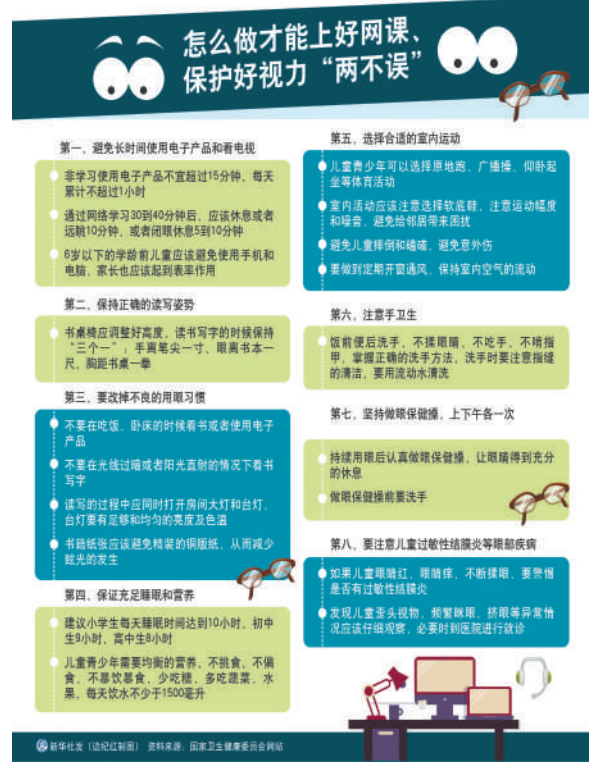 怎么做才能上好网课、
保护好视力“两不误”
第一、避免长时间使用电子产品和看电视
非学习使用电子产品不宜超过15分钟，每天
累计不超过1小时
通过网络学习30到40分钟后，应该休息或者
远眺10分钟，或者闭眼休息5到10分钟
6岁以下的学龄前儿童应该避免使用手机和
电脑，家长也应该起到表率作用
第二、保持正确的读写姿势
书桌椅应调整好高度，读书写字的时候保持
“三个一”：手离笔尖一寸、眼离书本一
尺、胸距书桌一拳
第三、要改掉不良的用眼习惯
不要在吃饭、卧床的时候看书或者使用电子
产品
不要在光线过暗或者阳光直射的情况下看书
写字
读写的过程中应同时打开房间大灯和台灯，
台灯要有足够和均匀的亮度及色温
书籍纸张应该避免精装的铜版纸，从而减少
眩光的发生
第四、保证充足睡眠和营养
建议小学生每天睡眠时间达到10小时，初中
生9小时，高中生8小时
儿童青少年需要均衡的营养，不挑食、不偏
食、不暴饮暴食，少吃糖，多吃蔬菜、水
果，每天饮水不少于1500毫升
第五、选择合适的室内运动
儿童青少年可以选择原地跑、广播操、仰卧起
坐等体育活动
室内活动应该注意选择软底鞋，注意运动幅度
和噪音，避免给邻居带来困扰
避免儿童摔倒和磕碰，避免意外伤
要做到定期开窗通风，保持室内空气的流动
第六、注意手卫生
饭前便后洗手，不揉眼睛、不吃手、不啃指
甲，掌握正确的洗手方法，洗手时要注意指缝
的清洁，要用流动水清洗
第七、坚持做眼保健操，上下午各一次
持续用眼后认真做眼保健操，让眼睛得到充分
的休息
做眼保健操前要洗手
第八、要注意儿童过敏性结膜炎等眼部疾病
如果儿童眼睛红、眼睛痒，不断揉眼，要警惕
是否有过敏性结膜炎
发现儿童歪头视物、频繁眯眼、挤眼等异常情
况应该仔细观察，必要时到医院进行就诊
新华社发（边纪红制图） 资料来源：国家卫生健康委员会网站